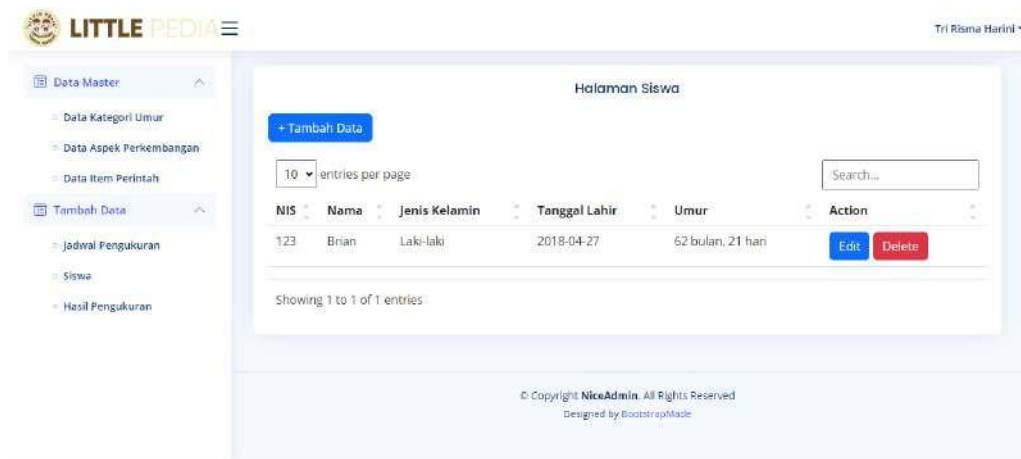 LITTLE PEDIA
Tri Risma Harini
Data Master
Data Kategori Umur
Data Aspek Perkembangan
Data Item Perintah
Tambah Data
Jadwal Pengukuran
Siswa
Hasil Pengukuran
Halaman Siswa
+ Tambah Data
10 entries per page
Search...
NIS Nama Jenis Kelamin Tanggal Lahir Umur Action
123 Brian Laki-laki 2018-04-27 62 bulan, 21 hari Edit Delete
Showing 1 to 1 of 1 entries
© Copyright NiceAdmin. All Rights Reserved
Designed by BootstrapMade